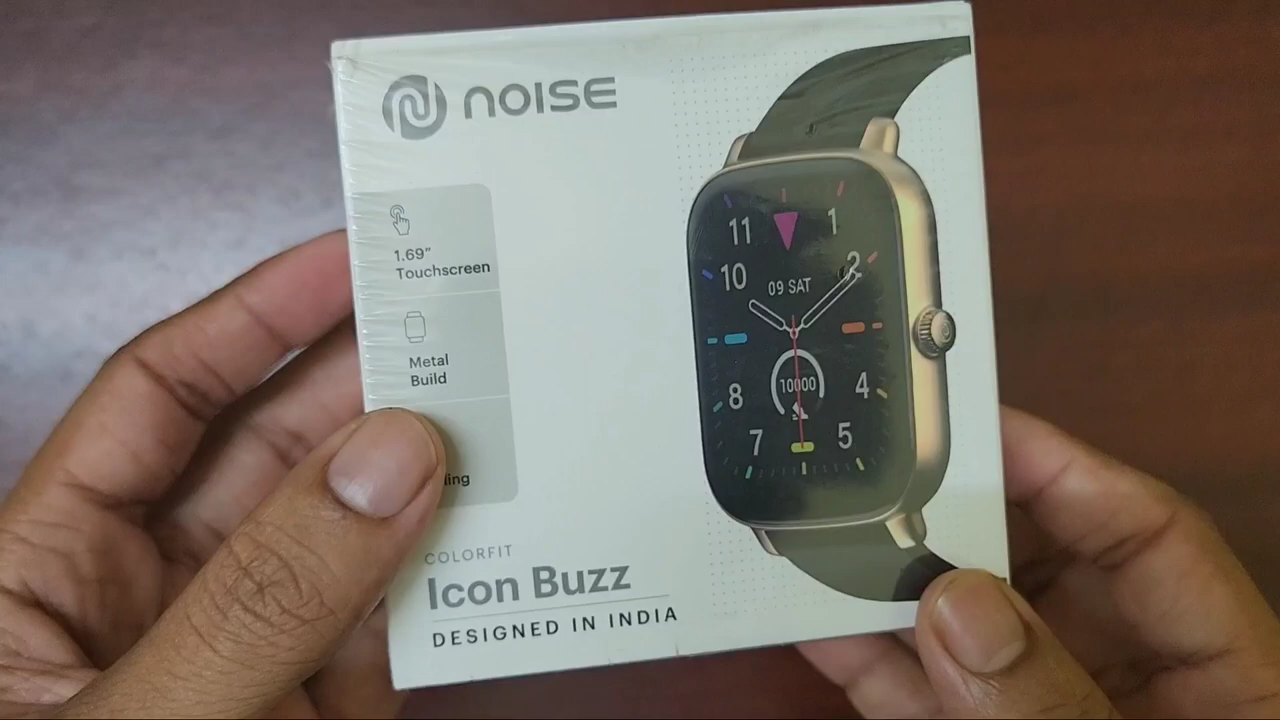 NOISE
1.69"
Touchscreen
Metal
Build
COLORFIT
Icon Buzz
DESIGNED IN INDIA
11
1
10
2
09 SAT
10000
8
4
7
5